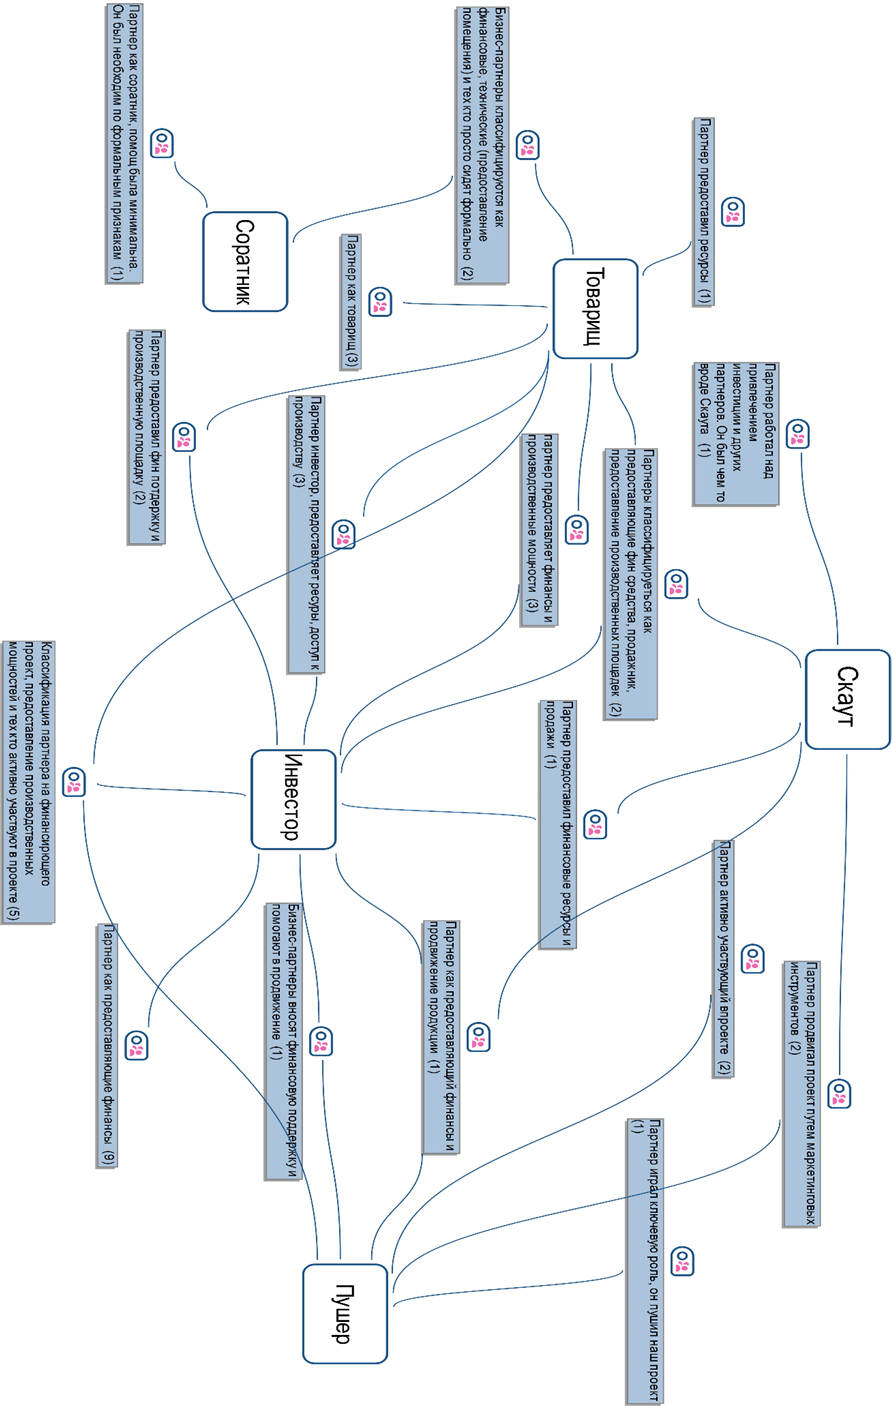 Скаут
Партнер продвигал проект путем маркетинговых
инструментов (2)
Партнер работал над
привлечением
инвестиции и других
партнеров. Он был чем то
вроде Скаута (1)
Партнер предоставил ресурсы (1)
Партнер активно участвующий впроекте (2)
Партнер играл ключевую роль, он пушил наш проект
(1)
Товарищ
Партнеры классифицируеться как
предоставляющие фин средства, продажник,
предоставление производственных площадек (2)
Партнер предоставил финансовые ресурсы и
продажи (1)
партнер предоставляет финансы и
производственные мощности (3)
Бизнес-партнеры классифицируются как
финансовые, технические (предоставление
помещения) и тех кто просто сидят формально (2)
Партнер как предоставляющий финансы и
продвижение продукции (1)
Партнер как товарищ (3)
Пушер
Партнер инвестор, предоставляет ресуры, доступ к
производству (3)
Инвестор
Бизнес-партнеры вносят финансовую поддержку и
помогают в продвижение (1)
Соратник
Партнер предоставил фин потдержку и
производственную площадку (2)
Партнер как соратник, помощ была минимальна.
Он был необходим по формальным признакам (1)
Партнер как предоставляющие финансы (9)
Классификация партнера на финансирющего
проект, предоставление производственных
мощностей и тех кто активно участвуют в проекте (5)